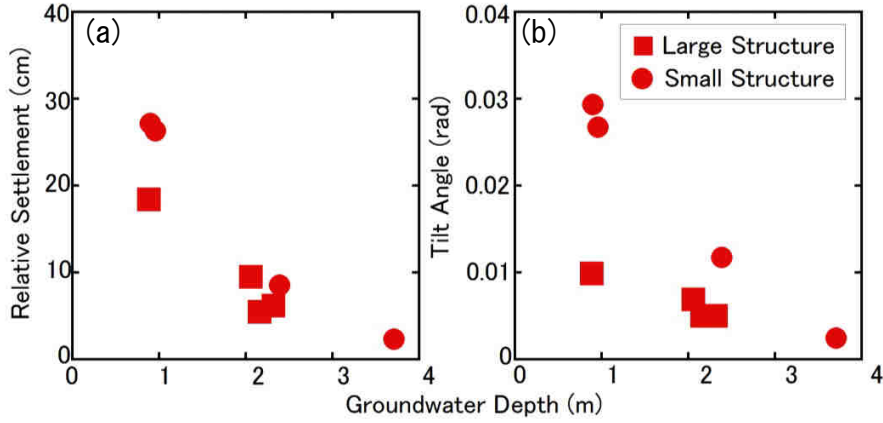 (a)
40
30
20
10
0
0
1
2
3
4
Relative Settlement (cm)
(b)
Large Structure
Small Structure
0.04
0.03
0.02
0.01
0.00
0
1
2
3
4
Tilt Angle (rad)
Groundwater Depth (m)